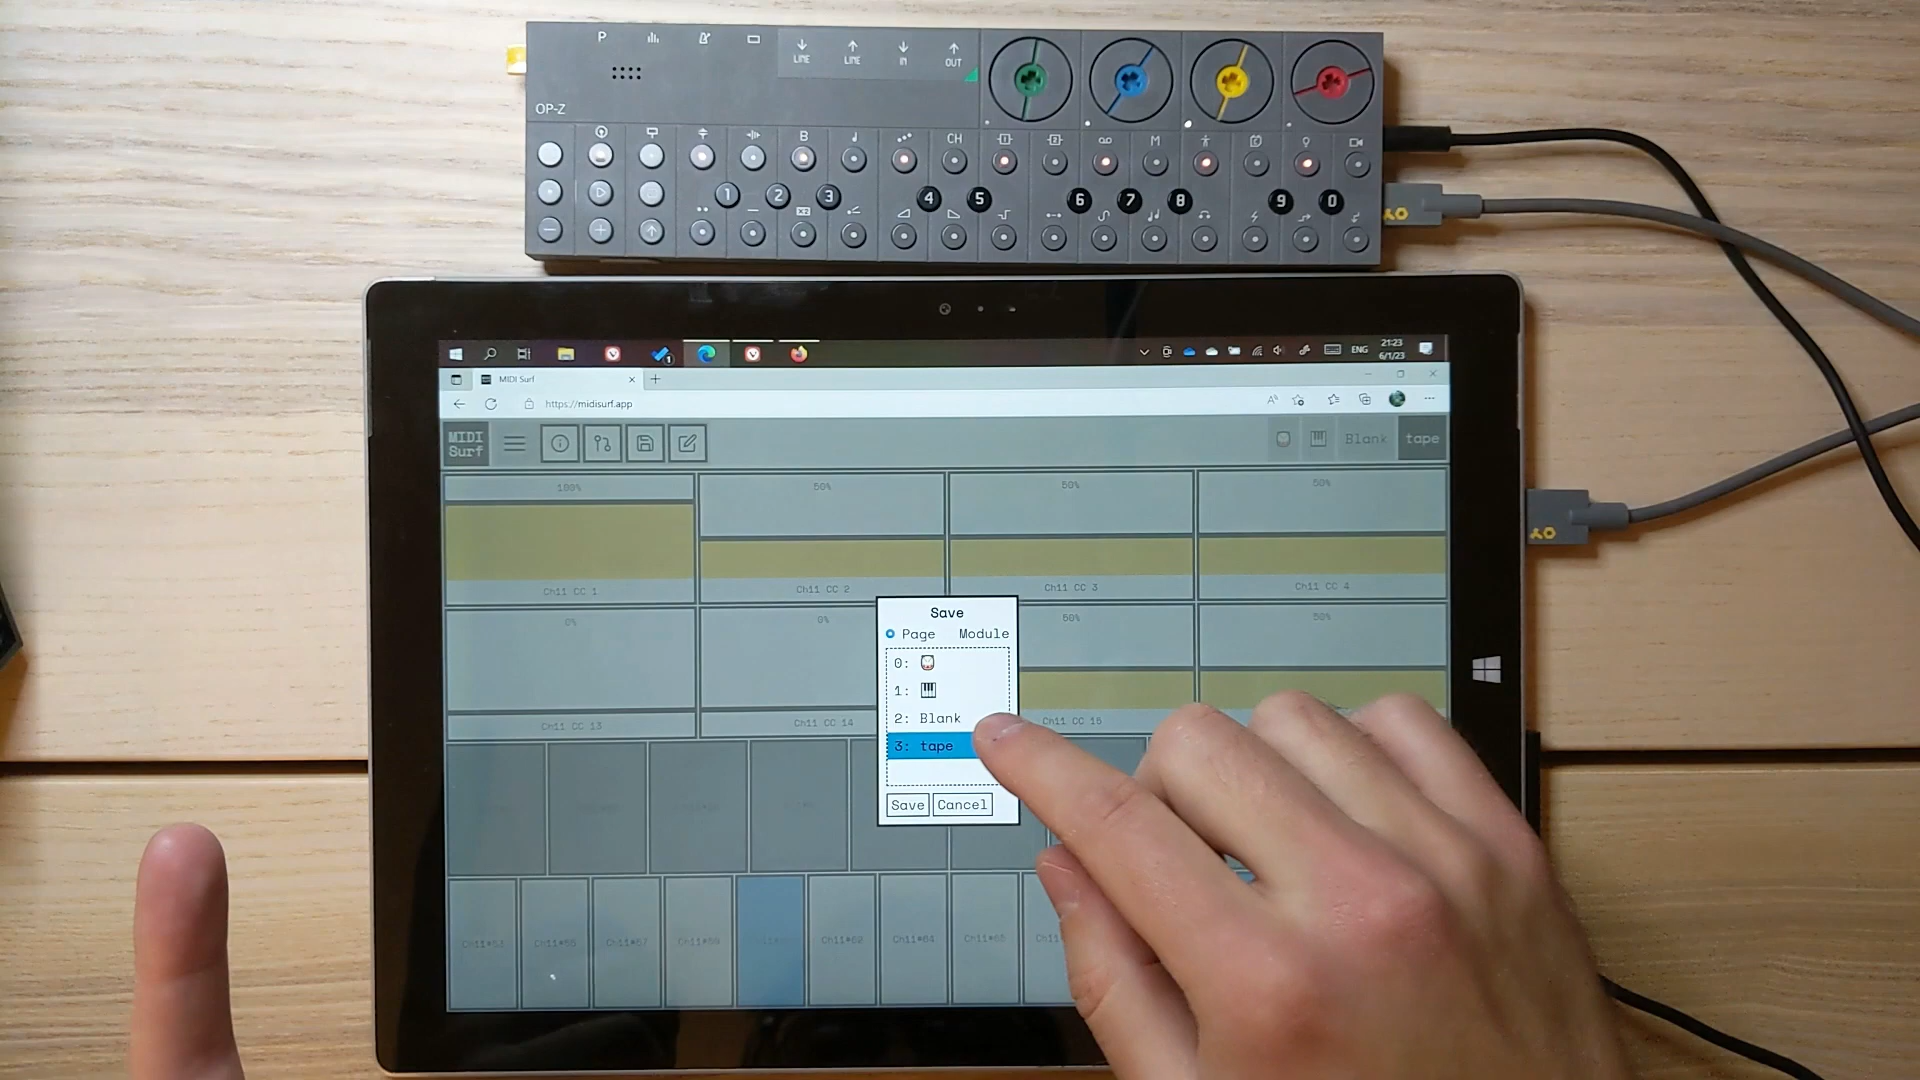 P
LINE LINE IN OUT
OP-Z
B CH M
1 2 3 4 5 6 7 8 9 0
X2
ENG
21:23
6/1/23
MIDI Surf
https://midisurf.app
MIDI
Surf
Blank
tape
100% 50% 50% 50%
Ch11 CC 1 Ch11 CC 2 Ch11 CC 3 Ch11 CC 4
0% 0% 50% 50%
Ch11 CC 13 Ch11 CC 14 Ch11 CC 15
Save
Page Module
0:
1:
2: Blank
3: tape
Save Cancel